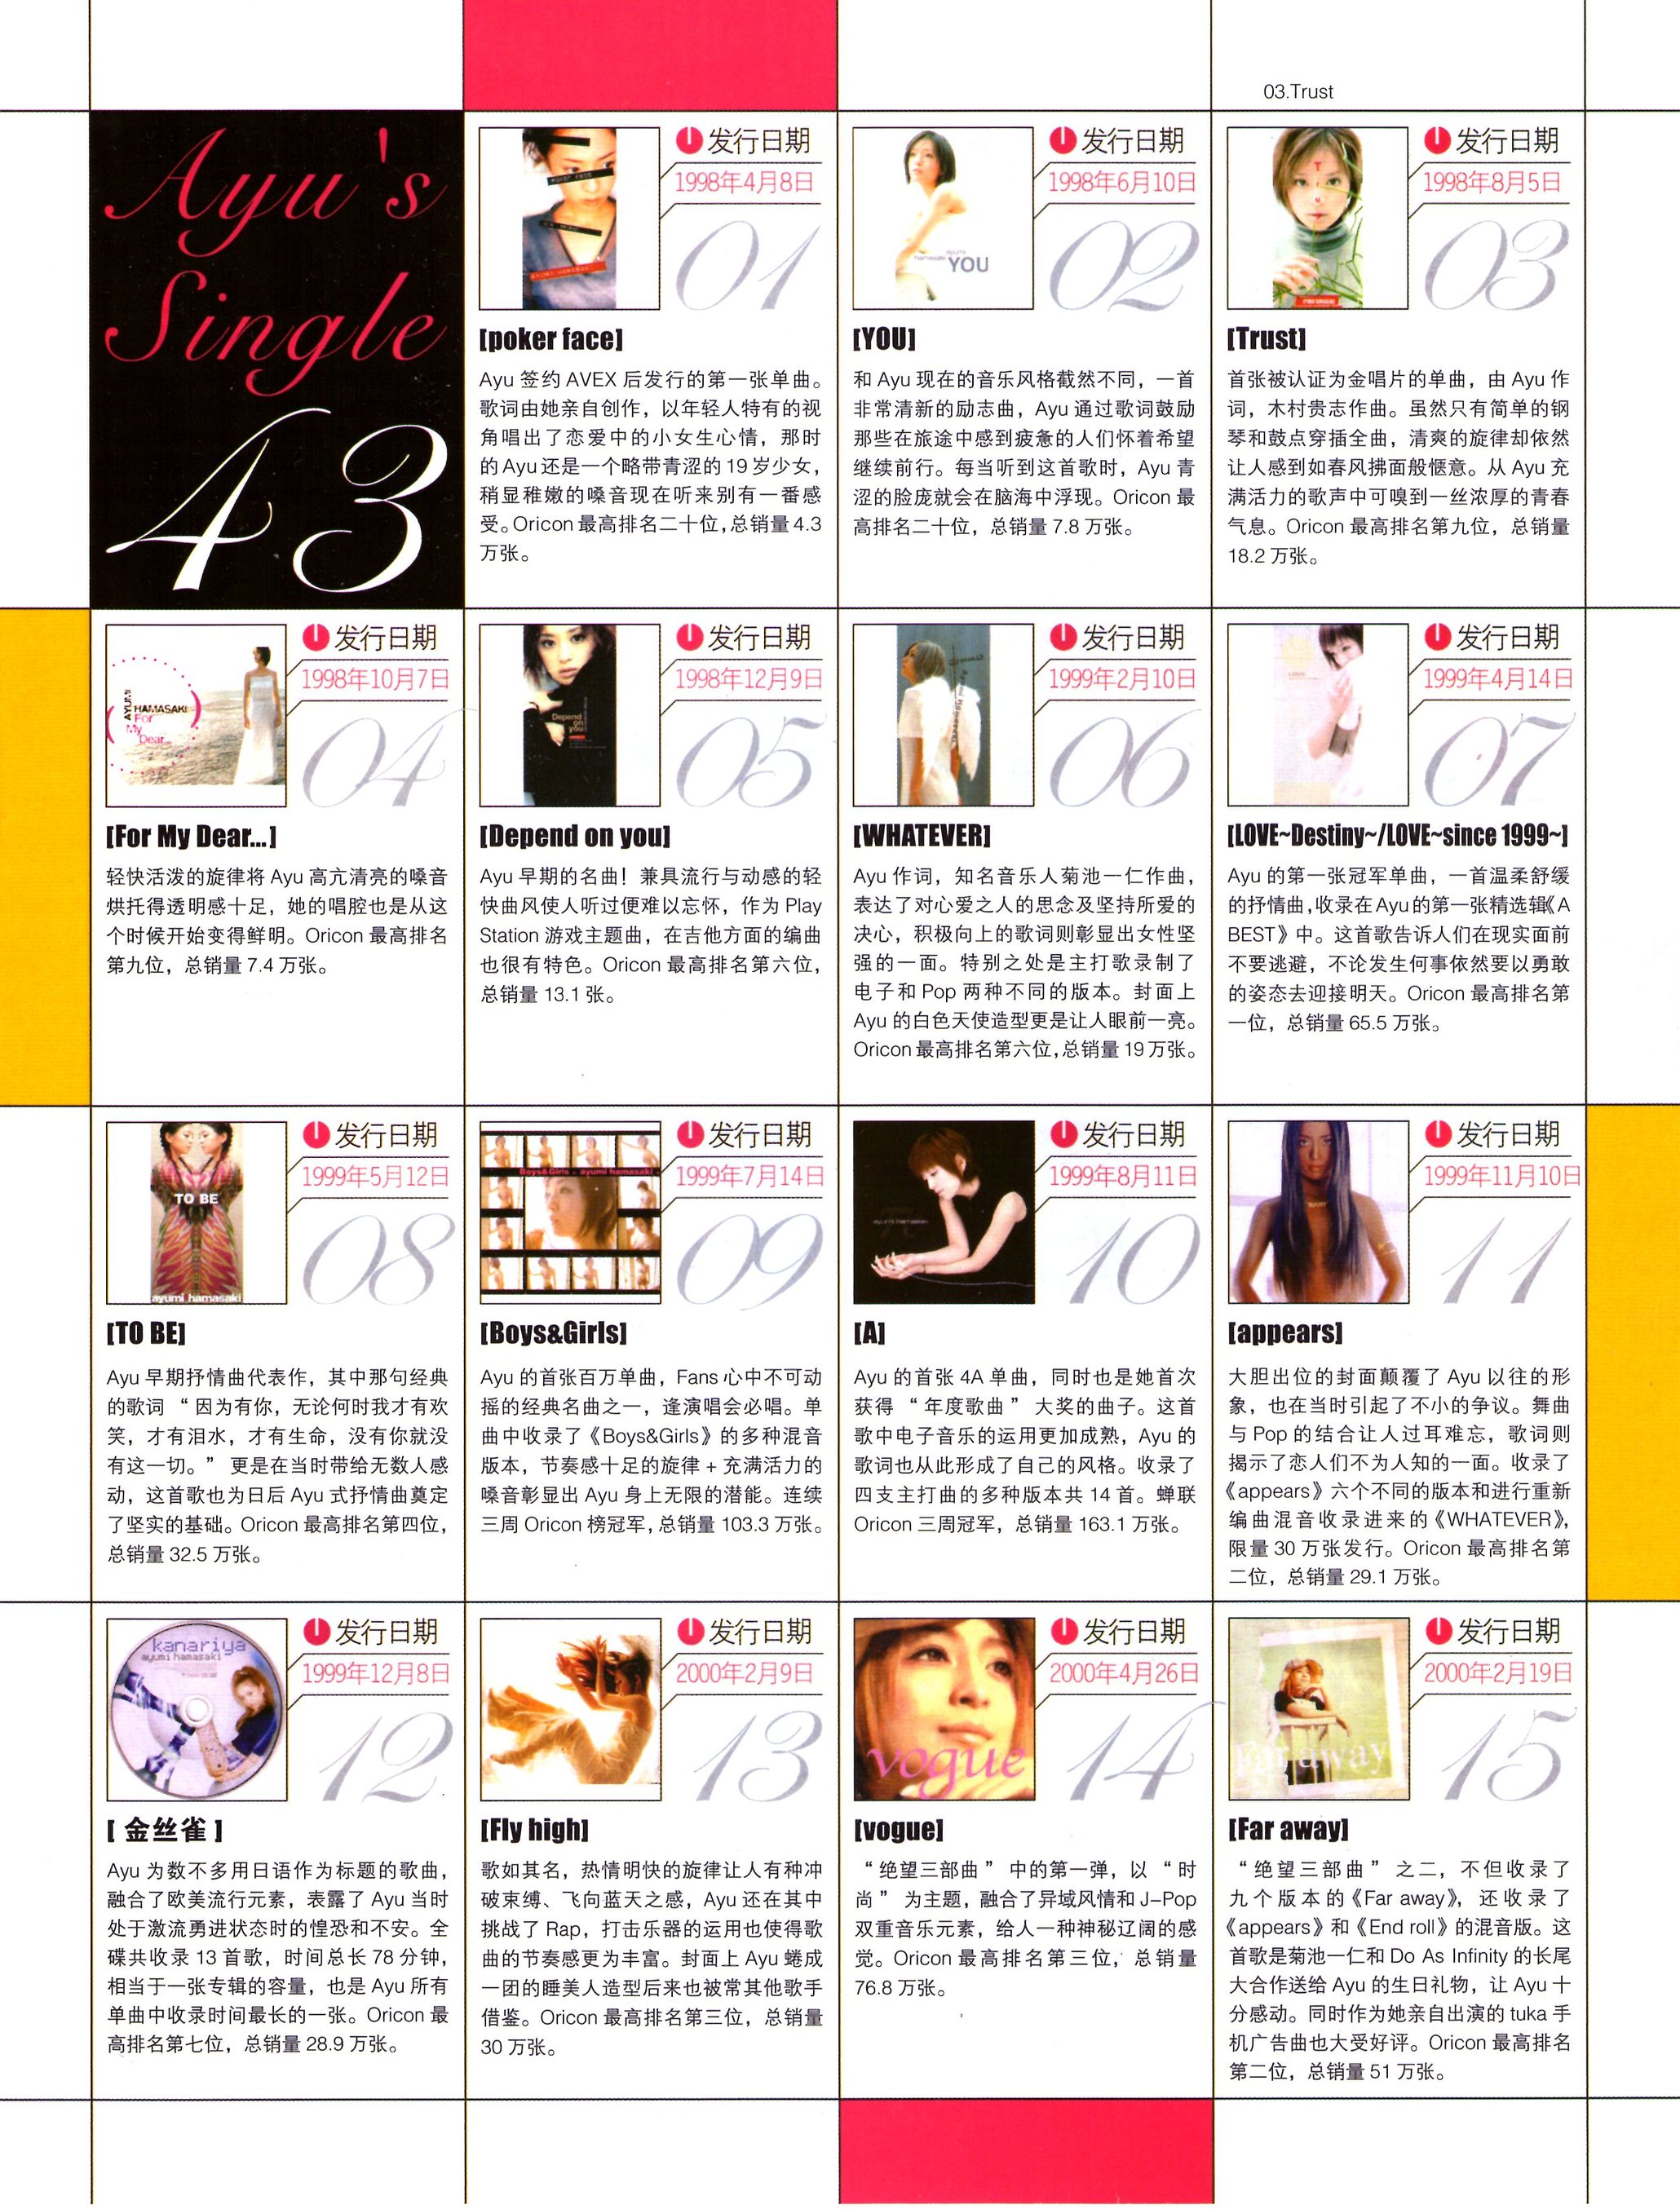 03.Trust
Ayu's
Single
43
发行日期
1998年4月8日
01
poker face
AYUMI HAMASAKI
[poker face]
Ayu 签约 AVEX 后发行的第一张单曲。
歌词由她亲自创作，以年轻人特有的视
角唱出了恋爱中的小女生心情，那时
的 Ayu 还是一个略带青涩的 19 岁少女，
稍显稚嫩的嗓音现在听来别有一番感
受。Oricon 最高排名二十位，总销量 4.3
万张。
发行日期
1998年6月10日
02
YOU
[YOU]
和 Ayu 现在的音乐风格截然不同，一首
非常清新的励志曲，Ayu 通过歌词鼓励
那些在旅途中感到疲惫的人们怀着希望
继续前行。每当听到这首歌时，Ayu 青
涩的脸庞就会在脑海中浮现。Oricon 最
高排名二十位，总销量 7.8 万张。
发行日期
1998年8月5日
03
[Trust]
首张被认证为金唱片的单曲，由 Ayu 作
词，木村贵志作曲。虽然只有简单的钢
琴和鼓点穿插全曲，清爽的旋律却依然
让人感到如春风拂面般惬意。从 Ayu 充
满活力的歌声中可嗅到一丝浓厚的青春
气息。Oricon 最高排名第九位，总销量
18.2 万张。
发行日期
1998年10月7日
04
AYUMI
HAMASAKI
For
My
Dear...
[For My Dear...]
轻快活泼的旋律将 Ayu 高亢清亮的嗓音
烘托得透明感十足，她的唱腔也是从这
个时候开始变得鲜明。Oricon 最高排名
第九位，总销量 7.4 万张。
发行日期
1998年12月9日
05
Depend
on
you
[Depend on you]
Ayu 早期的名曲！兼具流行与动感的轻
快曲风使人听过便难以忘怀，作为 Play
Station 游戏主题曲，在吉他方面的编曲
也很有特色。Oricon 最高排名第六位，
总销量 13.1 张。
发行日期
1999年2月10日
06
[WHATEVER]
Ayu 作词，知名音乐人菊池一仁作曲，
表达了对心爱之人的思念及坚持所爱的
决心，积极向上的歌词则彰显出女性坚
强的一面。特别之处是主打歌录制了
电子和 Pop 两种不同的版本。封面上
Ayu 的白色天使造型更是让人眼前一亮。
Oricon 最高排名第六位，总销量 19 万张。
发行日期
1999年4月14日
07
[LOVE~Destiny~/LOVE~since 1999~]
Ayu 的第一张冠军单曲，一首温柔舒缓
的抒情曲，收录在 Ayu 的第一张精选辑《A
BEST》中。这首歌告诉人们在现实面前
不要逃避，不论发生何事依然要以勇敢
的姿态去迎接明天。Oricon 最高排名第
一位，总销量 65.5 万张。
发行日期
1999年5月12日
08
TO BE
ayumi hamasaki
[TO BE]
Ayu 早期抒情曲代表作，其中那句经典
的歌词 “因为有你，无论何时我才有欢
笑，才有泪水，才有生命，没有你就没
有这一切。” 更是在当时带给无数人感
动，这首歌也为日后 Ayu 式抒情曲奠定
了坚实的基础。Oricon 最高排名第四位，
总销量 32.5 万张。
发行日期
1999年7月14日
09
Boys&Girls - ayumi hamasaki
[Boys&Girls]
Ayu 的首张百万单曲，Fans 心中不可动
摇的经典名曲之一，逢演唱会必唱。单
曲中收录了《Boys&Girls》的多种混音
版本，节奏感十足的旋律 + 充满活力的
嗓音彰显出 Ayu 身上无限的潜能。连续
三周 Oricon 榜冠军，总销量 103.3 万张。
发行日期
1999年8月11日
10
ayumi hamasaki
[A]
Ayu 的首张 4A 单曲，同时也是她首次
获得 “年度歌曲” 大奖的曲子。这首
歌中电子音乐的运用更加成熟，Ayu 的
歌词也从此形成了自己的风格。收录了
四支主打曲的多种版本共 14 首。蝉联
Oricon 三周冠军，总销量 163.1 万张。
发行日期
1999年11月10日
11
[appears]
大胆出位的封面颠覆了 Ayu 以往的形
象，也在当时引起了不小的争议。舞曲
与 Pop 的结合让人过耳难忘，歌词则
揭示了恋人们不为人知的一面。收录了
《appears》六个不同的版本和进行重新
编曲混音收录进来的《WHATEVER》，
限量 30 万张发行。Oricon 最高排名第
二位，总销量 29.1 万张。
发行日期
1999年12月8日
12
kanariya
ayumi hamasaki
[ 金丝雀 ]
Ayu 为数不多用日语作为标题的歌曲，
融合了欧美流行元素，表露了 Ayu 当时
处于激流勇进状态时的惶恐和不安。全
碟共收录 13 首歌，时间总长 78 分钟，
相当于一张专辑的容量，也是 Ayu 所有
单曲中收录时间最长的一张。Oricon 最
高排名第七位，总销量 28.9 万张。
发行日期
2000年2月9日
13
[Fly high]
歌如其名，热情明快的旋律让人有种冲
破束缚、飞向蓝天之感，Ayu 还在其中
挑战了 Rap，打击乐器的运用也使得歌
曲的节奏感更为丰富。封面上 Ayu 蜷成
一团的睡美人造型后来也被常其他歌手
借鉴。Oricon 最高排名第三位，总销量
30 万张。
发行日期
2000年4月26日
14
vogue
[vogue]
“绝望三部曲” 中的第一弹，以 “时
尚” 为主题，融合了异域风情和 J-Pop
双重音乐元素，给人一种神秘辽阔的感
觉。Oricon 最高排名第三位，总销量
76.8 万张。
发行日期
2000年2月19日
15
Far away
[Far away]
“绝望三部曲” 之二，不但收录了
九个版本的《Far away》，还收录了
《appears》和《End roll》的混音版。这
首歌是菊池一仁和 Do As Infinity 的长尾
大合作送给 Ayu 的生日礼物，让 Ayu 十
分感动。同时作为她亲自出演的 tuka 手
机广告曲也大受好评。Oricon 最高排名
第二位，总销量 51 万张。